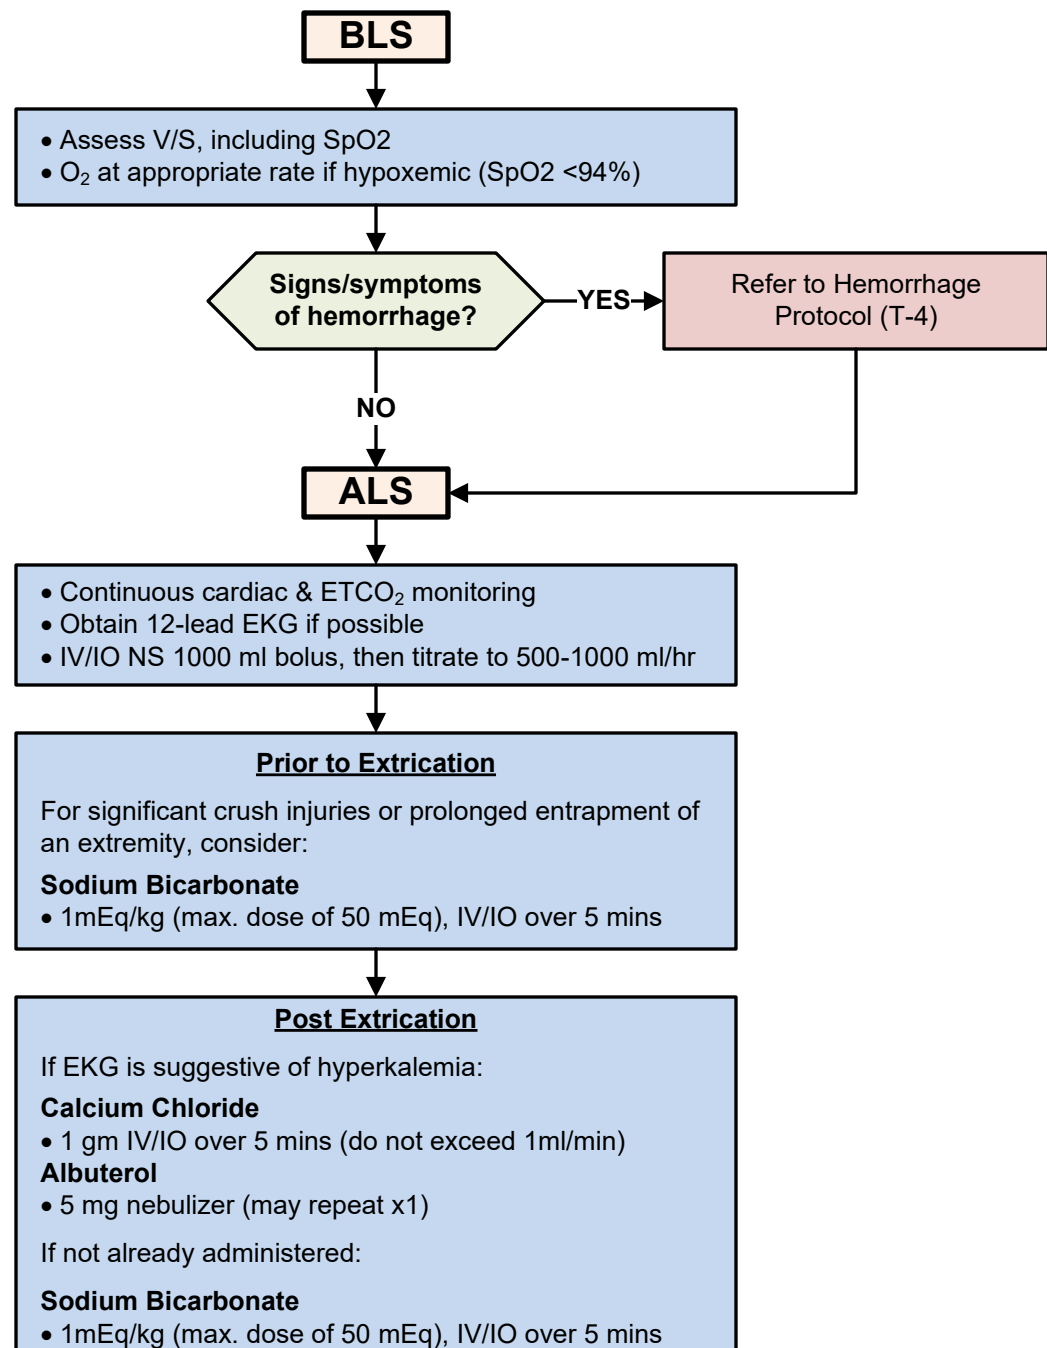 BLS
• Assess V/S, including SpO2
• O₂ at appropriate rate if hypoxemic (SpO2 <94%)
Signs/symptoms
of hemorrhage?
YES
Refer to Hemorrhage
Protocol (T-4)
NO
ALS
• Continuous cardiac & ETCO₂ monitoring
• Obtain 12-lead EKG if possible
• IV/IO NS 1000 ml bolus, then titrate to 500-1000 ml/hr
Prior to Extrication
For significant crush injuries or prolonged entrapment of
an extremity, consider:
Sodium Bicarbonate
• 1mEq/kg (max. dose of 50 mEq), IV/IO over 5 mins
Post Extrication
If EKG is suggestive of hyperkalemia:
Calcium Chloride
• 1 gm IV/IO over 5 mins (do not exceed 1ml/min)
Albuterol
• 5 mg nebulizer (may repeat x1)
If not already administered:
Sodium Bicarbonate
• 1mEq/kg (max. dose of 50 mEq), IV/IO over 5 mins